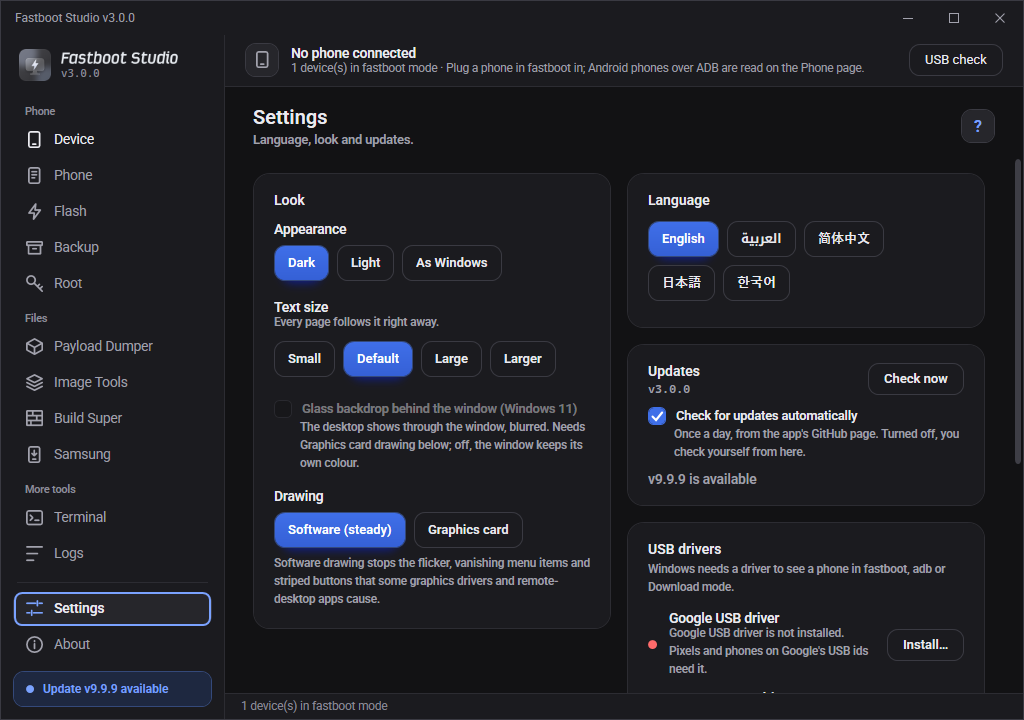 Fastboot Studio v3.0.0
Fastboot Studio
v3.0.0
Phone
Device
Phone
Flash
Backup
Root
Files
Payload Dumper
Image Tools
Build Super
Samsung
More tools
Terminal
Logs
Settings
About
Update v9.9.9 available
No phone connected
1 device(s) in fastboot mode · Plug a phone in fastboot in; Android phones over ADB are read on the Phone page.
USB check
Settings
Language, look and updates.
?
Look
Appearance
Dark
Light
As Windows
Text size
Every page follows it right away.
Small
Default
Large
Larger
Glass backdrop behind the window (Windows 11)
The desktop shows through the window, blurred. Needs
Graphics card drawing below; off, the window keeps its
own colour.
Drawing
Software (steady)
Graphics card
Software drawing stops the flicker, vanishing menu items and
striped buttons that some graphics drivers and remote-
desktop apps cause.
Language
English
العربية
简体中文
日本語
한국어
Updates
v3.0.0
Check now
Check for updates automatically
Once a day, from the app's GitHub page. Turned off, you
check yourself from here.
v9.9.9 is available
USB drivers
Windows needs a driver to see a phone in fastboot, adb or
Download mode.
Google USB driver
Google USB driver is not installed.
Pixels and phones on Google's USB ids
need it.
Install…
1 device(s) in fastboot mode